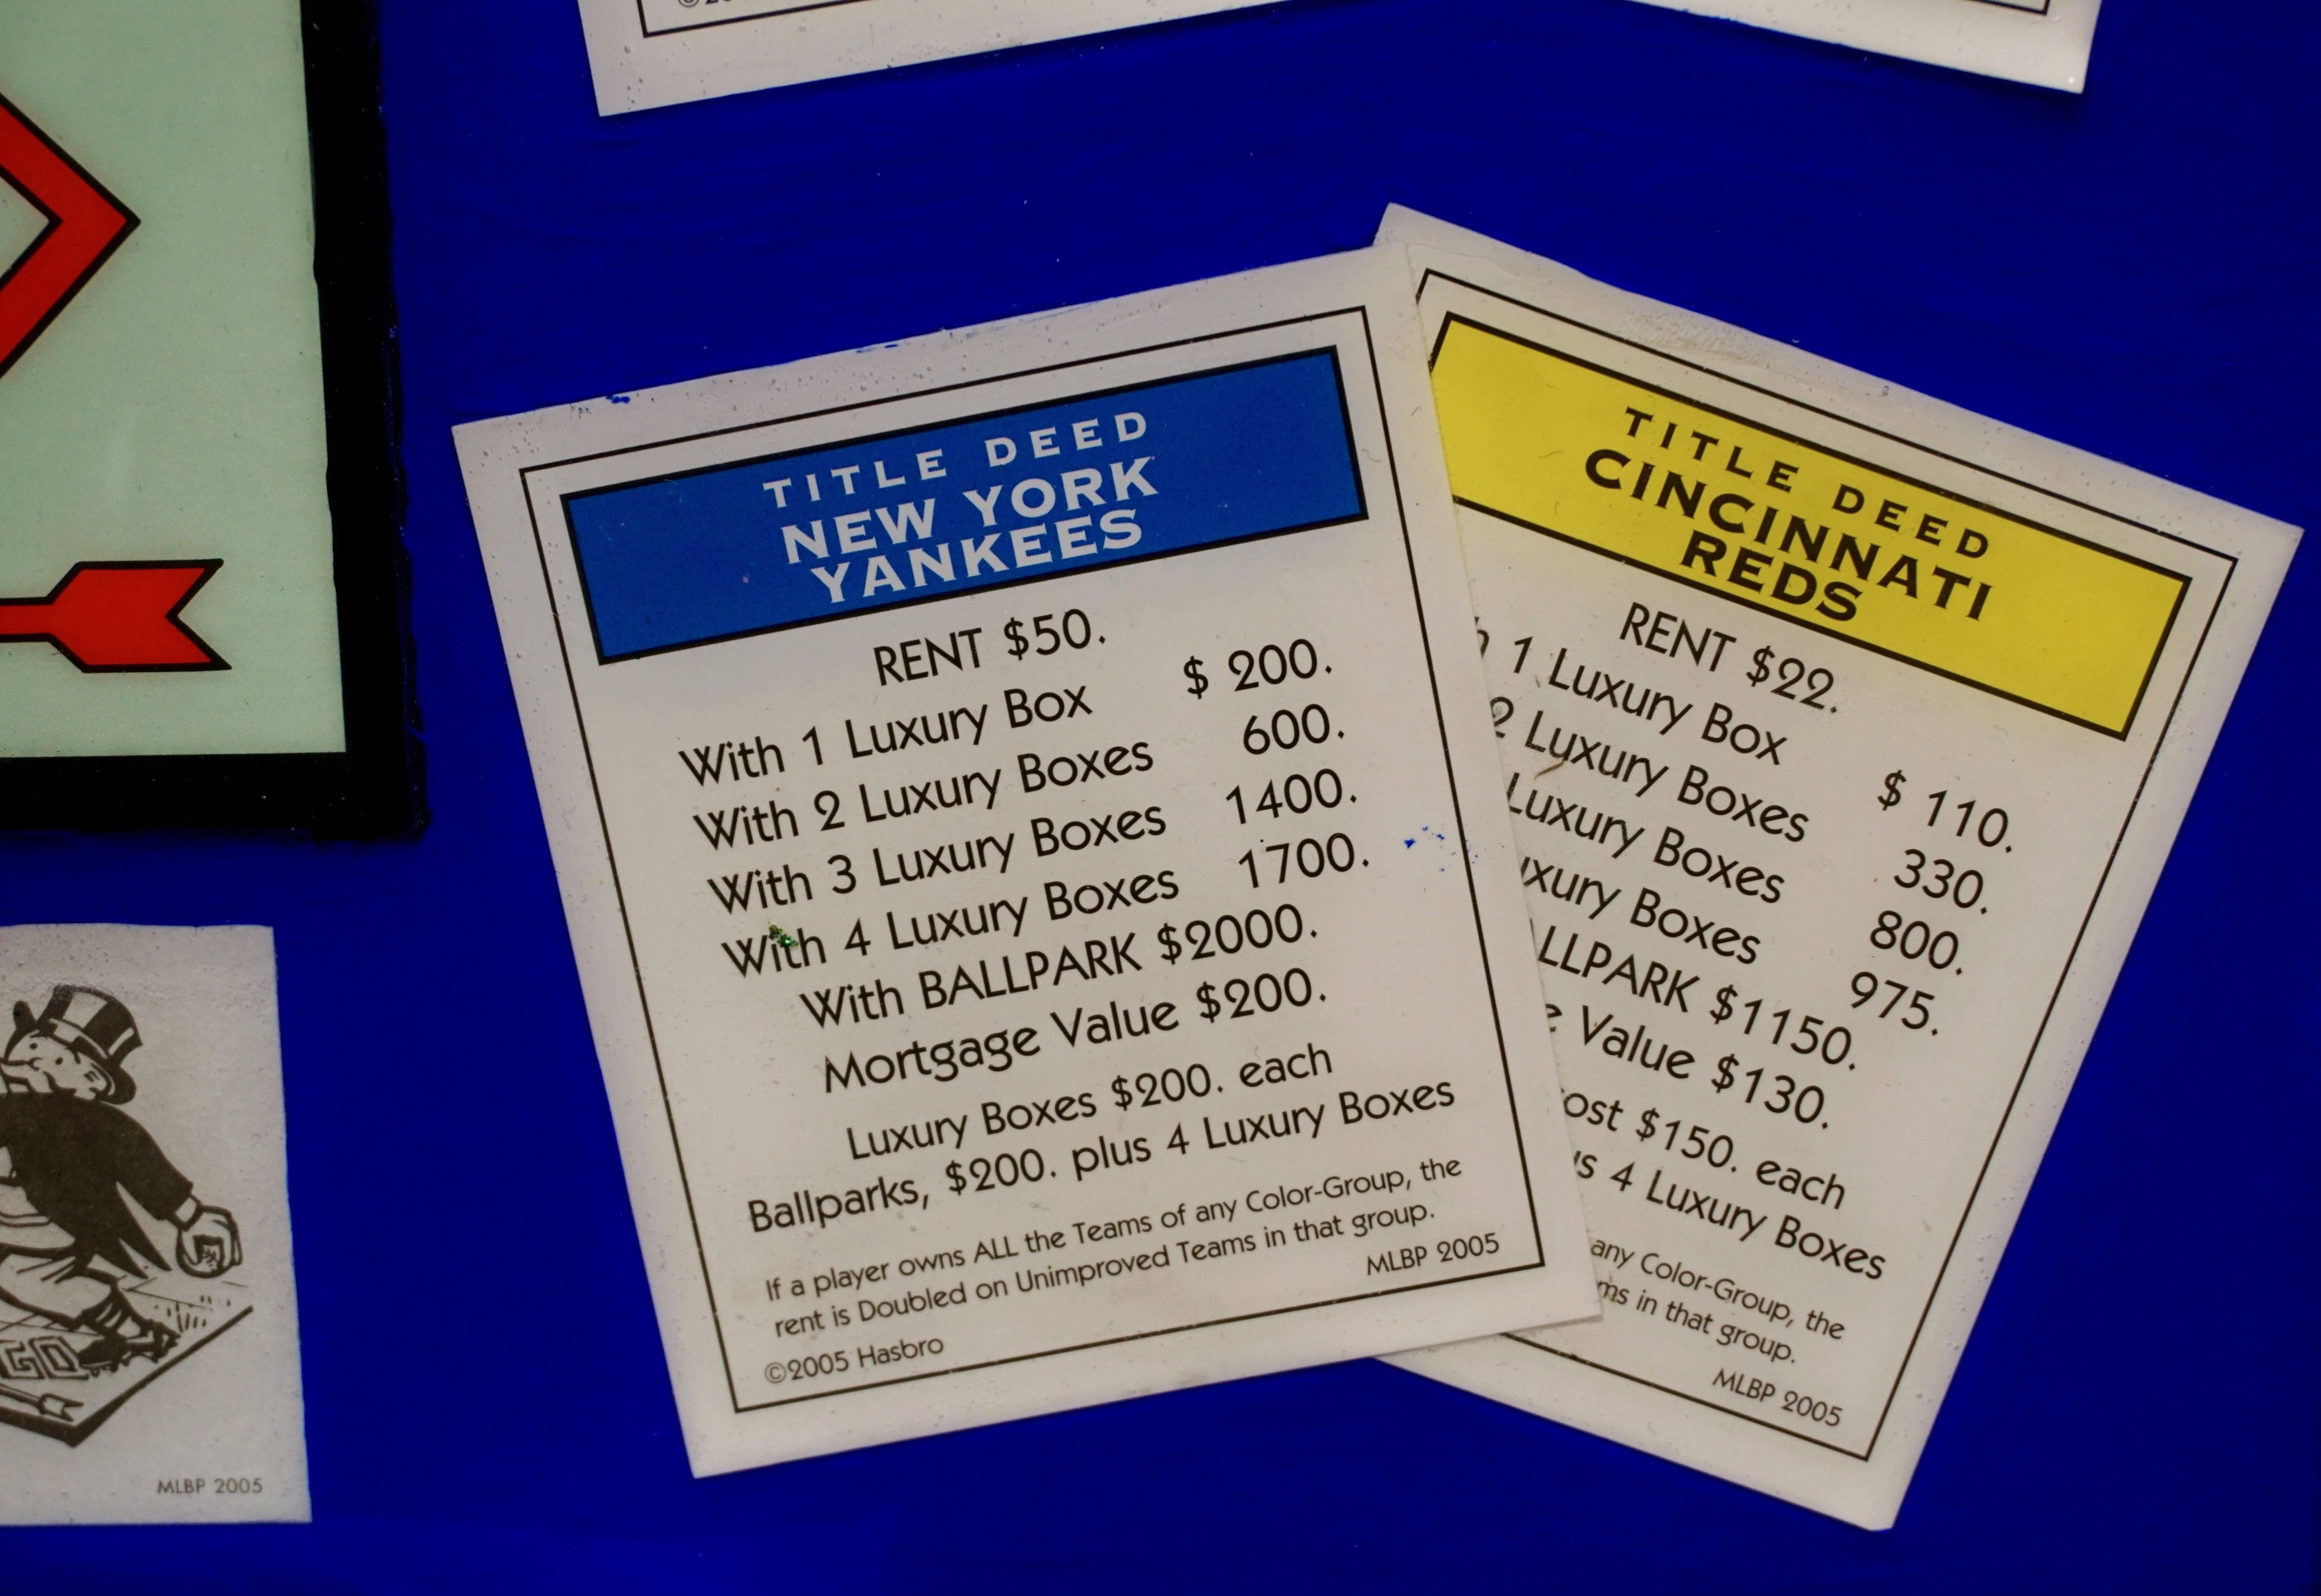 TITLE DEED
NEW YORK
YANKEES
RENT $50.
With 1 Luxury Box $ 200.
With 2 Luxury Boxes 600.
With 3 Luxury Boxes 1400.
With 4 Luxury Boxes 1700.
With BALLPARK $2000.
Mortgage Value $200.
Luxury Boxes $200. each
Ballparks, $200. plus 4 Luxury Boxes
If a player owns ALL the Teams of any Color-Group, the
rent is Doubled on Unimproved Teams in that group.
©2005 Hasbro MLBP 2005
TITLE DEED
CINCINNATI
REDS
RENT $22.
1 Luxury Box $ 110.
2 Luxury Boxes 330.
Luxury Boxes 800.
Boxes 975.
$1150.
Value $130.
$150. each
4 Luxury Boxes
any Color-Group, the
in that group.
MLBP 2005
GO
MLBP 2005